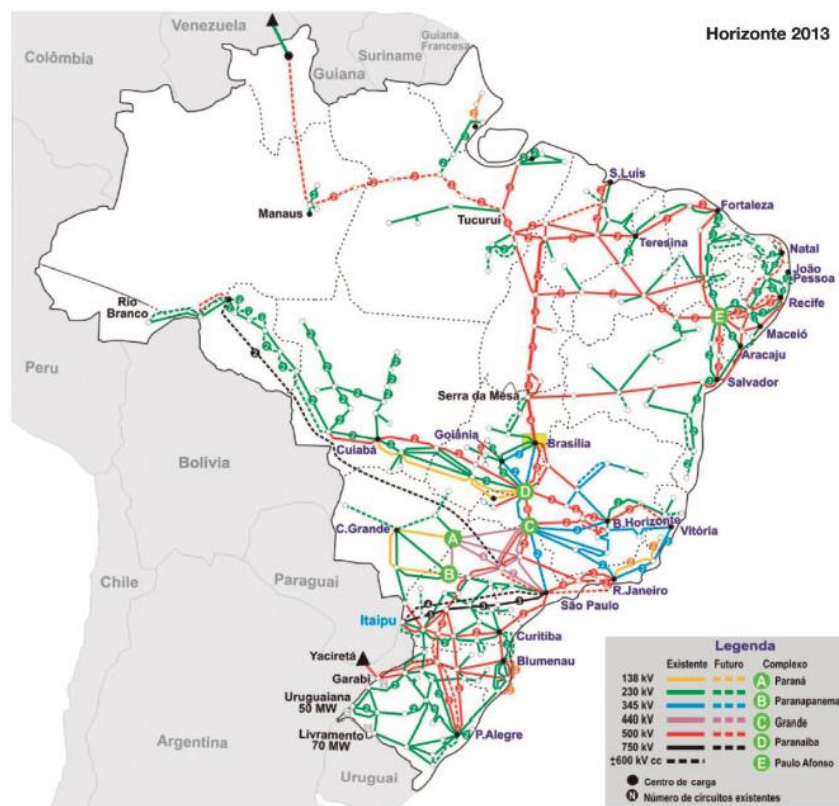 Horizonte 2013
Venezuela
Guiana
Francesa
Suriname
Colômbia
Guiana
S.Luís
Manaus
Tucuruí
Fortaleza
Teresina
Natal
João
Pessoa
Rio
Branco
Recife
E
Maceió
Aracaju
Peru
Salvador
Serra da Mesa
Goiânia
Brasília
Cuiabá
Bolívia
D
C
B.Horizonte
Vitória
C.Grande
A
B
Chile
Paraguai
R.Janeiro
São Paulo
Itaipu
Curitiba
Yaciretá
Blumenau
Garabi
Uruguaiana
50 MW
Livramento
70 MW
P.Alegre
Argentina
Uruguai
Legenda
Existente Futuro Complexo
138 kV A Paraná
230 kV B Paranapanema
345 kV
440 kV C Grande
500 kV D Paranaiba
750 kV
±600 kV cc E Paulo Afonso
Centro de carga
N Número de circuitos existentes